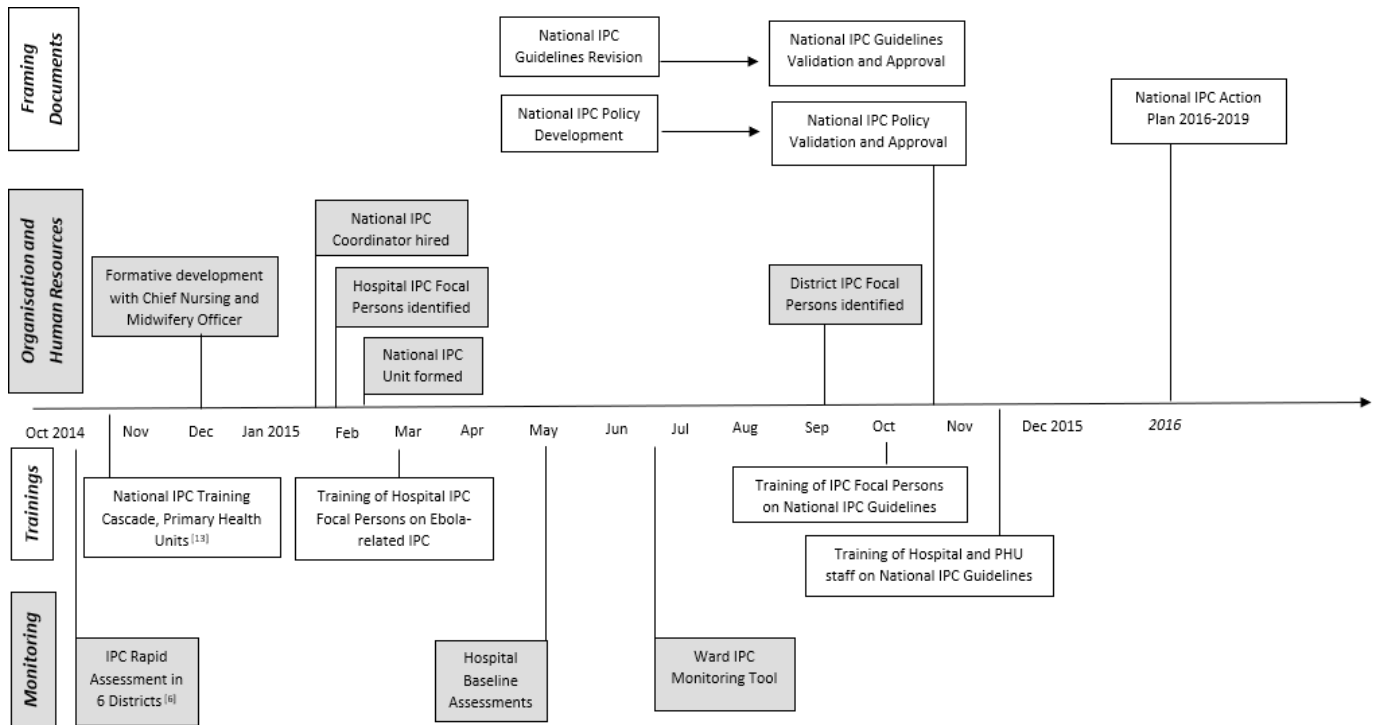 Framing
Documents
National IPC
Guidelines Revision
National IPC Guidelines
Validation and Approval
National IPC Policy
Development
National IPC Policy
Validation and Approval
National IPC Action
Plan 2016-2019
Organisation and
Human Resources
Formative development
with Chief Nursing and
Midwifery Officer
National IPC
Coordinator hired
Hospital IPC Focal
Persons identified
National IPC
Unit formed
District IPC Focal
Persons identified
Oct 2014 Nov Dec Jan 2015 Feb Mar Apr May Jun Jul Aug Sep Oct Nov Dec 2015 2016
Trainings
National IPC Training
Cascade, Primary Health
Units [13]
Training of Hospital IPC
Focal Persons on Ebola-
related IPC
Training of IPC Focal Persons
on National IPC Guidelines
Training of Hospital and PHU
staff on National IPC Guidelines
Monitoring
IPC Rapid
Assessment in
6 Districts [6]
Hospital
Baseline
Assessments
Ward IPC
Monitoring Tool